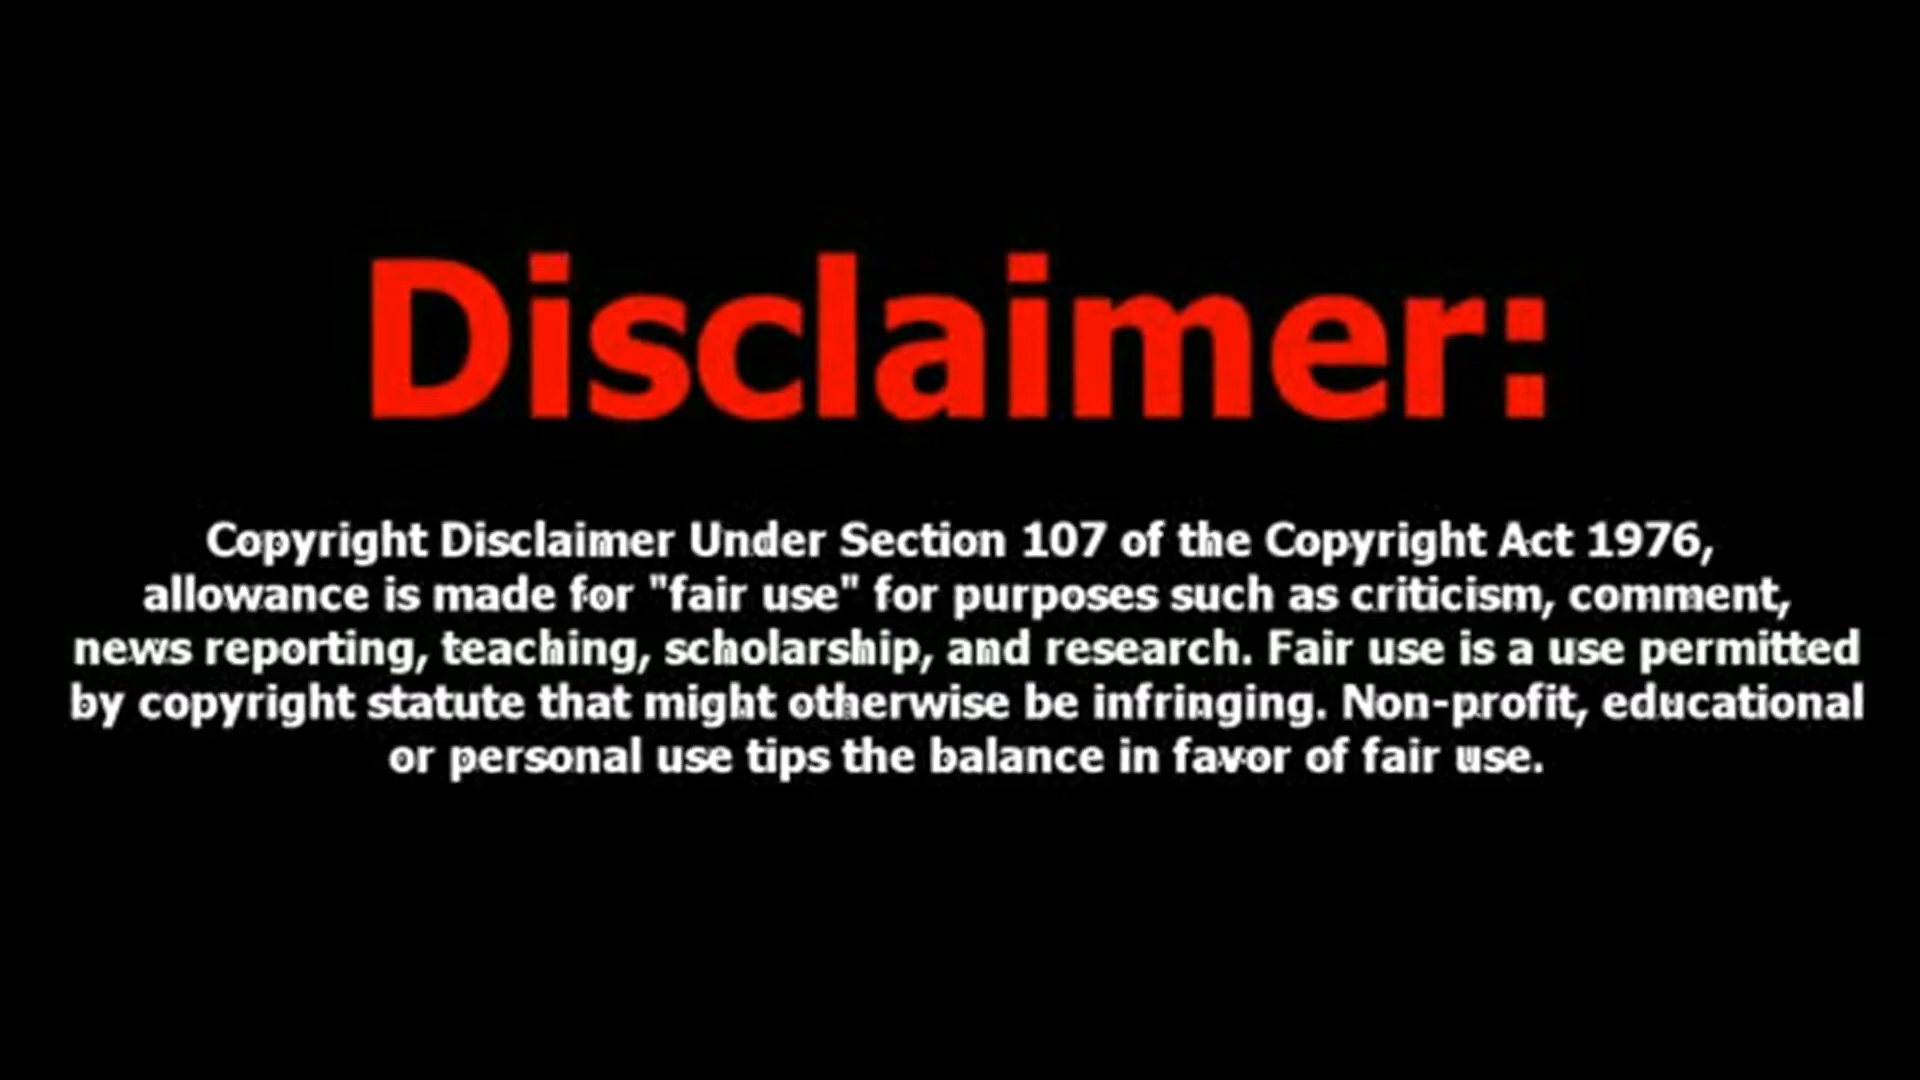 Disclaimer:
Copyright Disclaimer Under Section 107 of the Copyright Act 1976,
allowance is made for "fair use" for purposes such as criticism, comment,
news reporting, teaching, scholarship, and research. Fair use is a use permitted
by copyright statute that might otherwise be infringing. Non-profit, educational
or personal use tips the balance in favor of fair use.